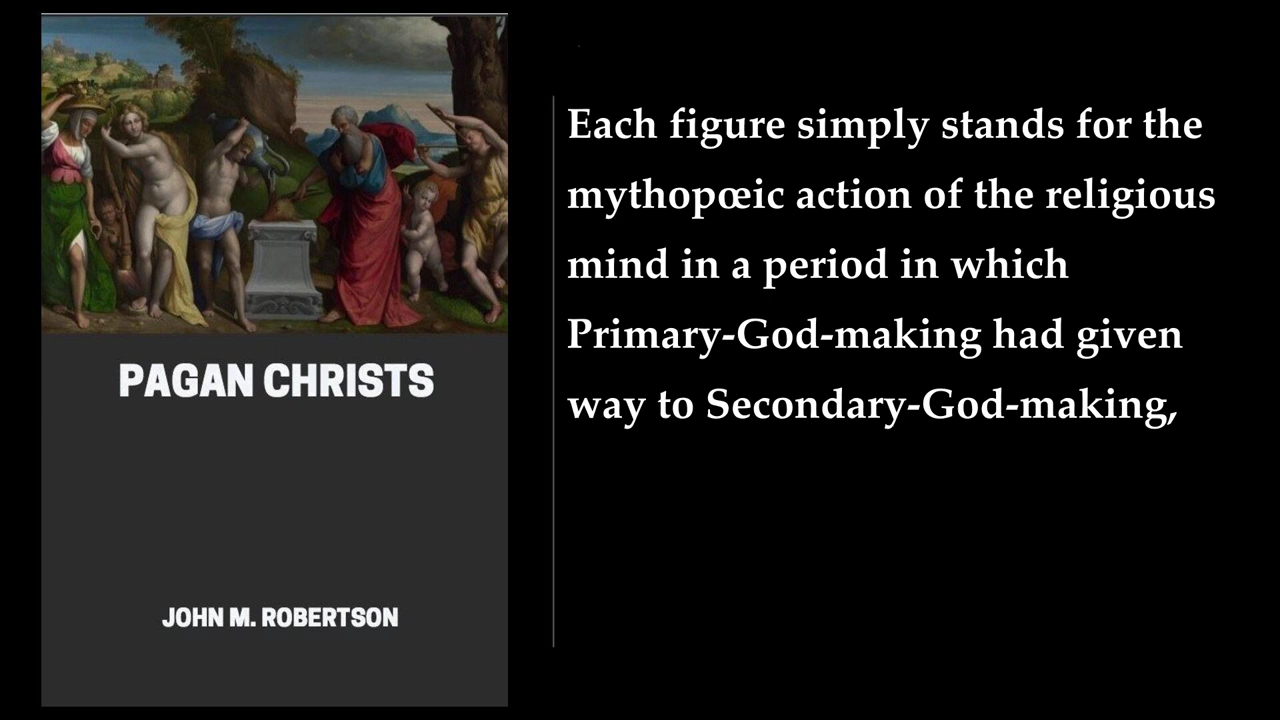 PAGAN CHRISTS
JOHN M. ROBERTSON
Each figure simply stands for the
mythopœic action of the religious
mind in a period in which
Primary-God-making had given
way to Secondary-God-making,